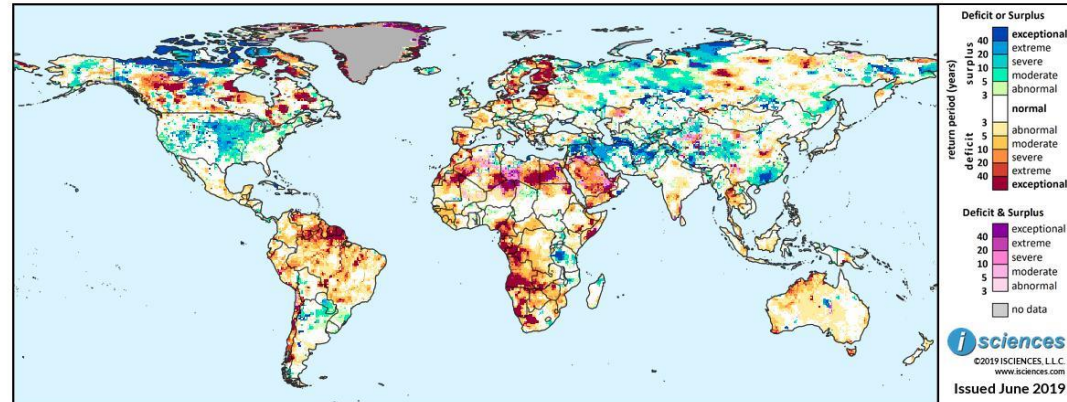 Deficit or Surplus
return period (years)
deficit
surplus
40
20
10
5
3
3
5
10
20
40
exceptional
extreme
severe
moderate
abnormal
normal
abnormal
moderate
severe
extreme
exceptional
Deficit & Surplus
40
20
10
5
3
exceptional
extreme
severe
moderate
abnormal
no data
i sciences
©2019 ISCIENCES, L.L.C.
www.isciences.com
Issued June 2019